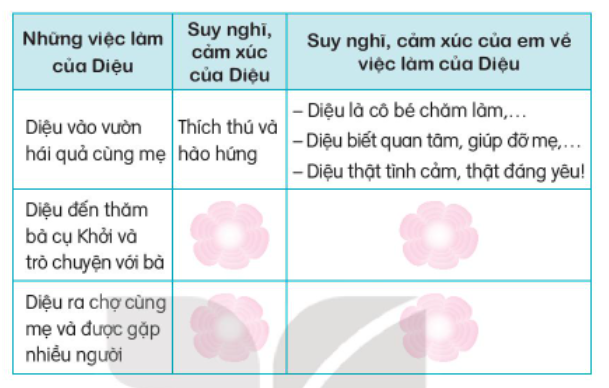 Những việc làm
của Diệu
Suy nghĩ,
cảm xúc
của Diệu
Suy nghĩ, cảm xúc của em về
việc làm của Diệu
Diệu vào vườn
hái quả cùng mẹ
Thích thú và
hào hứng
– Diệu là cô bé chăm làm,...
– Diệu biết quan tâm, giúp đỡ mẹ,...
– Diệu thật tình cảm, thật đáng yêu!
Diệu đến thăm
bà cụ Khởi và
trò chuyện với bà
Diệu ra chợ cùng
mẹ và được gặp
nhiều người